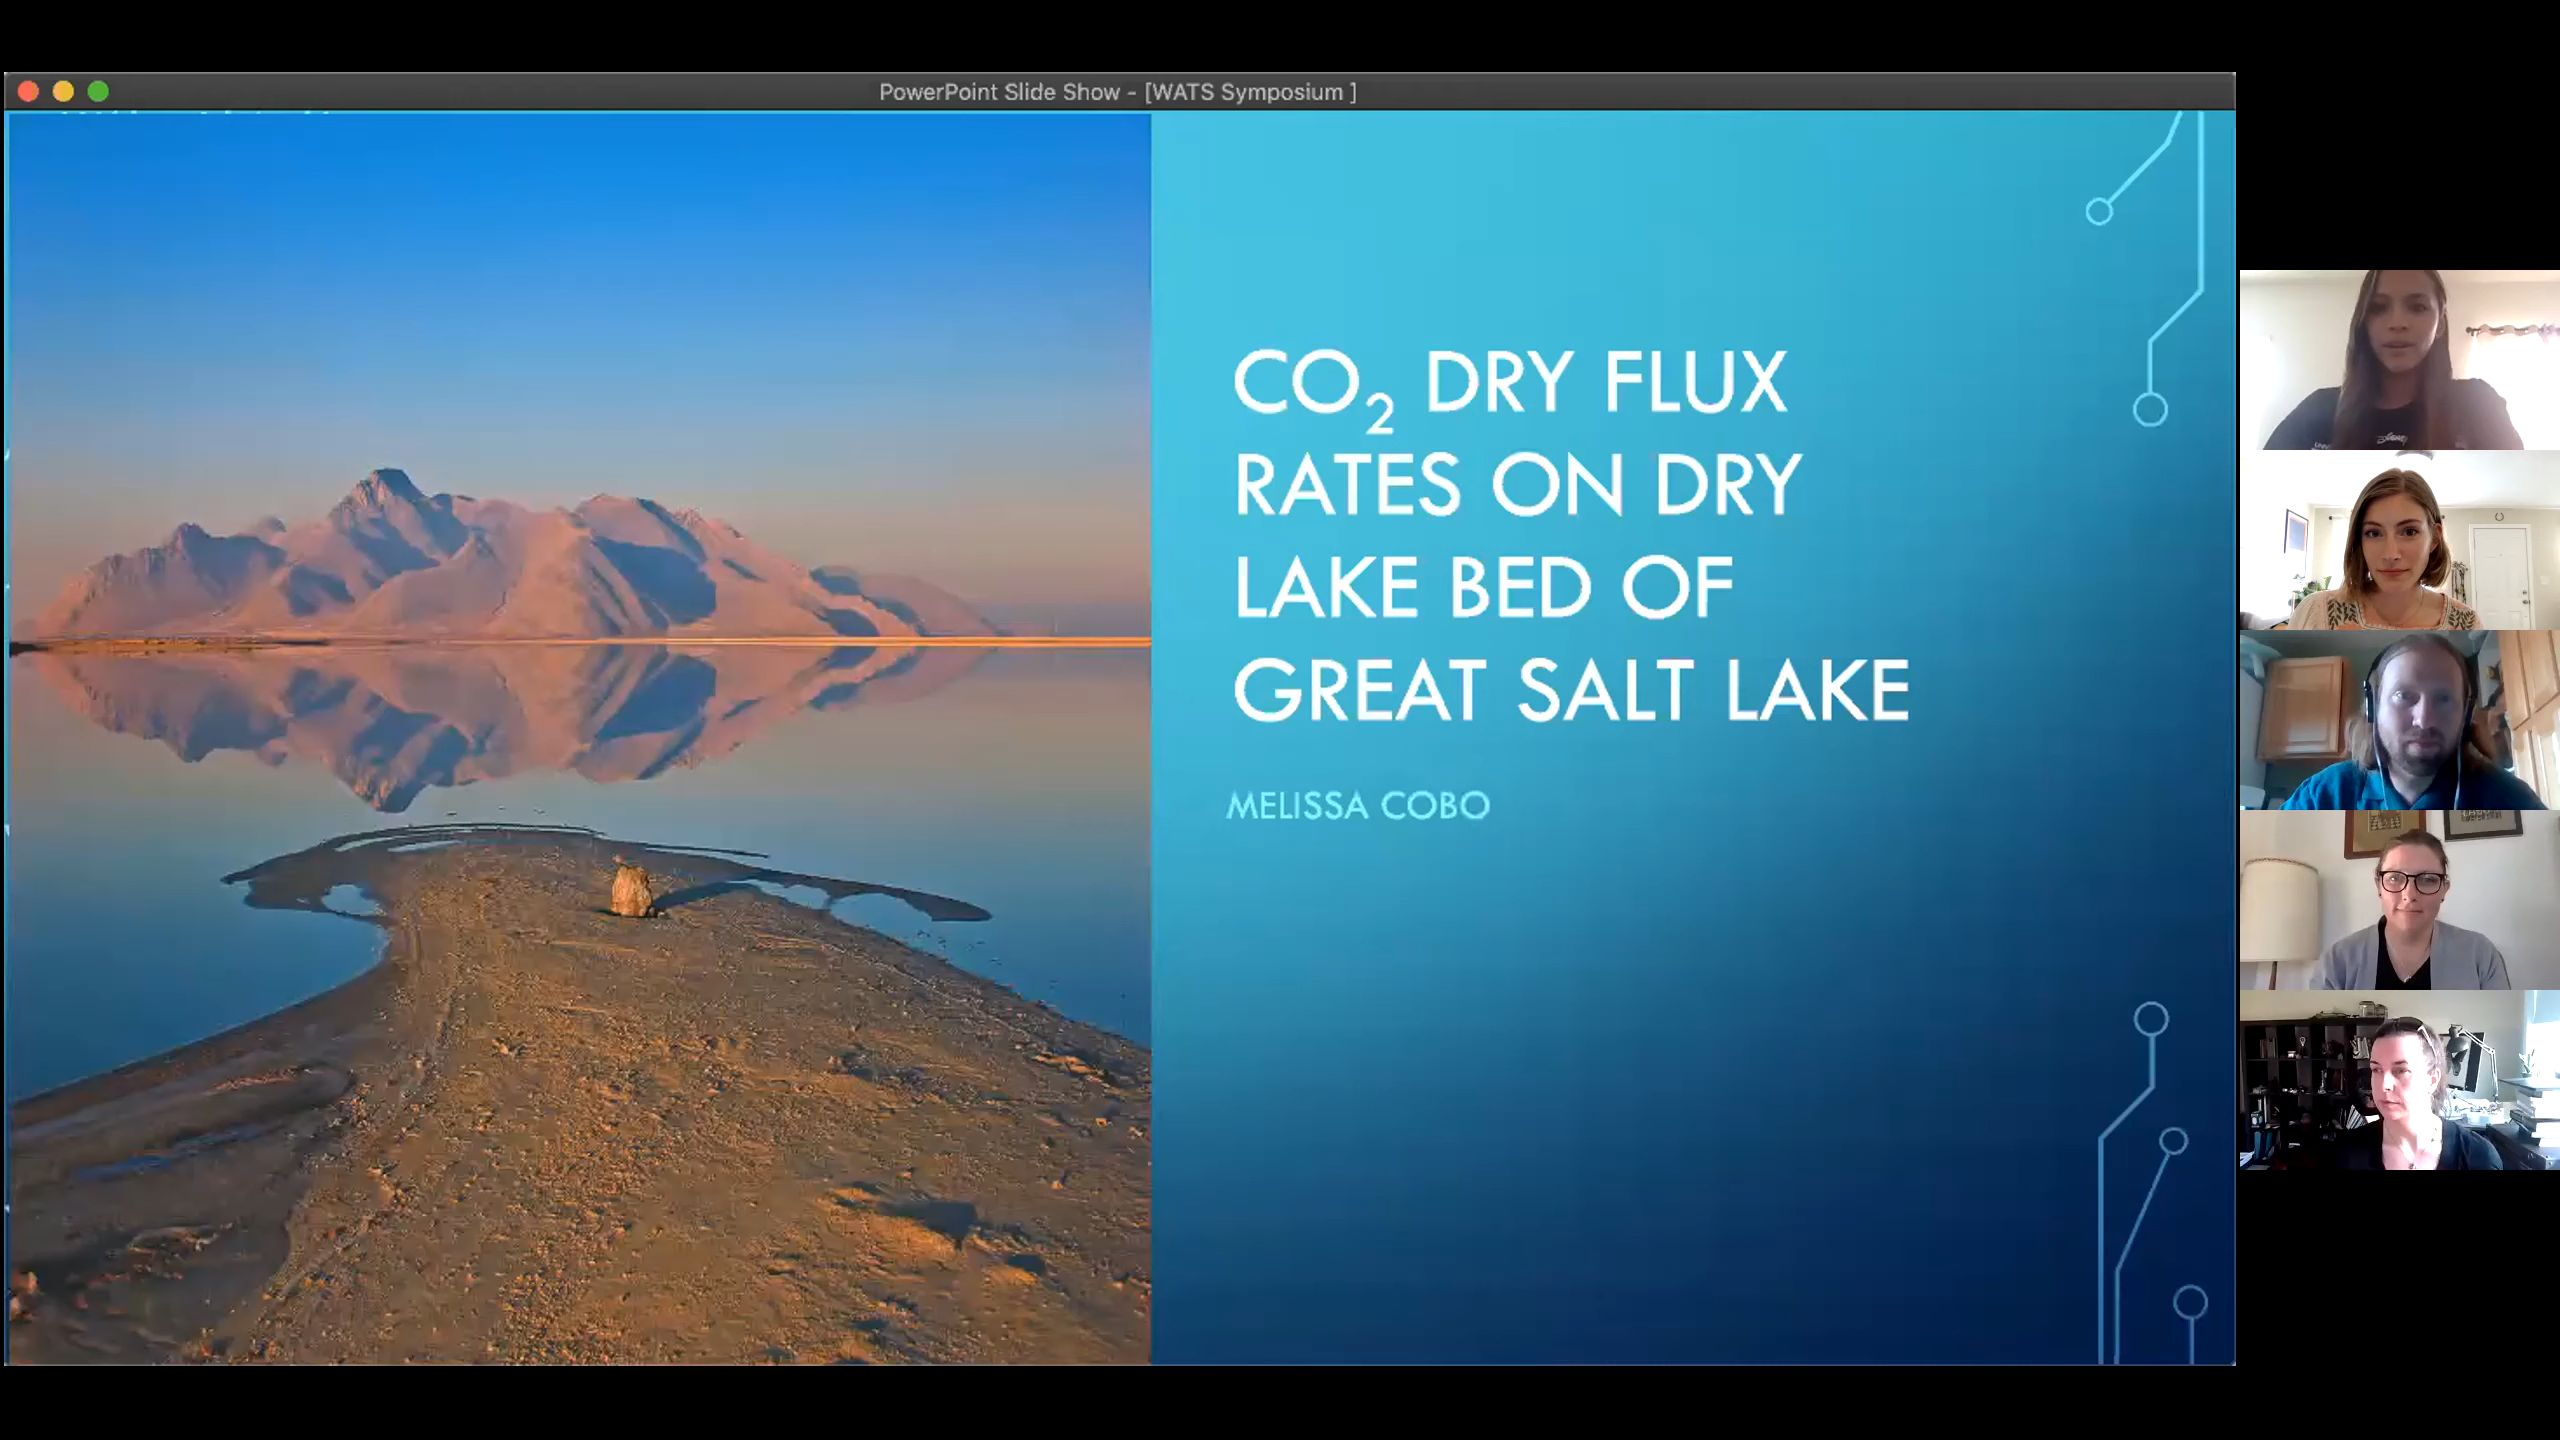 PowerPoint Slide Show - [WATS Symposium ]
CO₂ DRY FLUX
RATES ON DRY
LAKE BED OF
GREAT SALT LAKE
MELISSA COBO
Disney